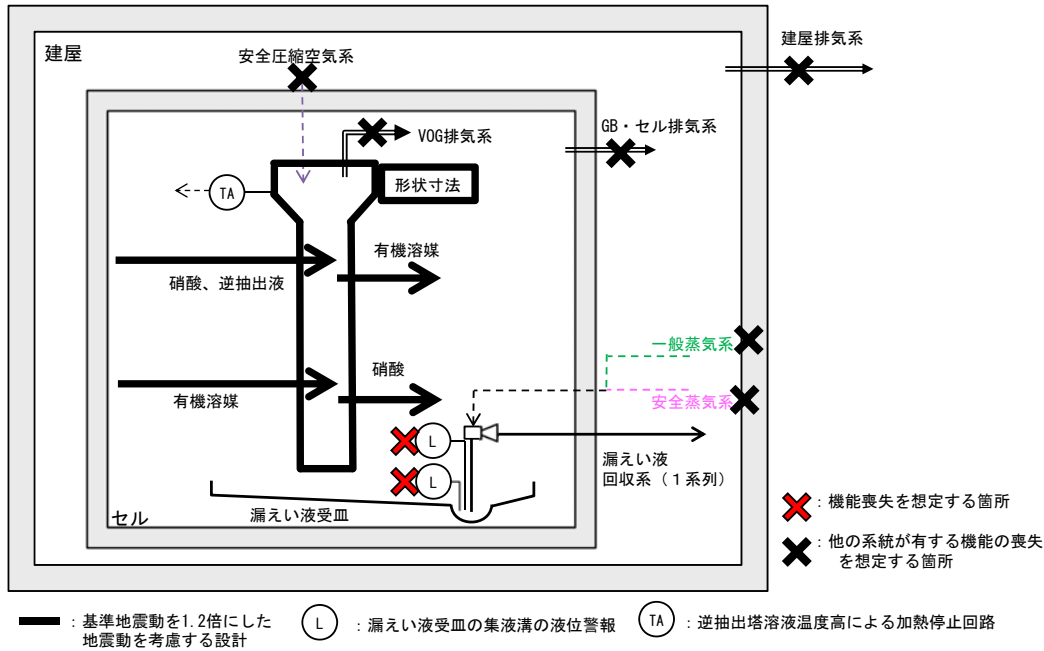 建屋
安全圧縮空気系
建屋排気系
VOG排気系
GB・セル排気系
TA
形状寸法
有機溶媒
硝酸、逆抽出液
一般蒸気系
硝酸
有機溶媒
安全蒸気系
L
L
漏えい液
回収系（１系列）
セル
漏えい液受皿
：機能喪失を想定する箇所
：他の系統が有する機能の喪失
を想定する箇所
：基準地震動を1.2倍にした
地震動を考慮する設計
L
：漏えい液受皿の集液溝の液位警報
TA
：逆抽出塔溶液温度高による加熱停止回路